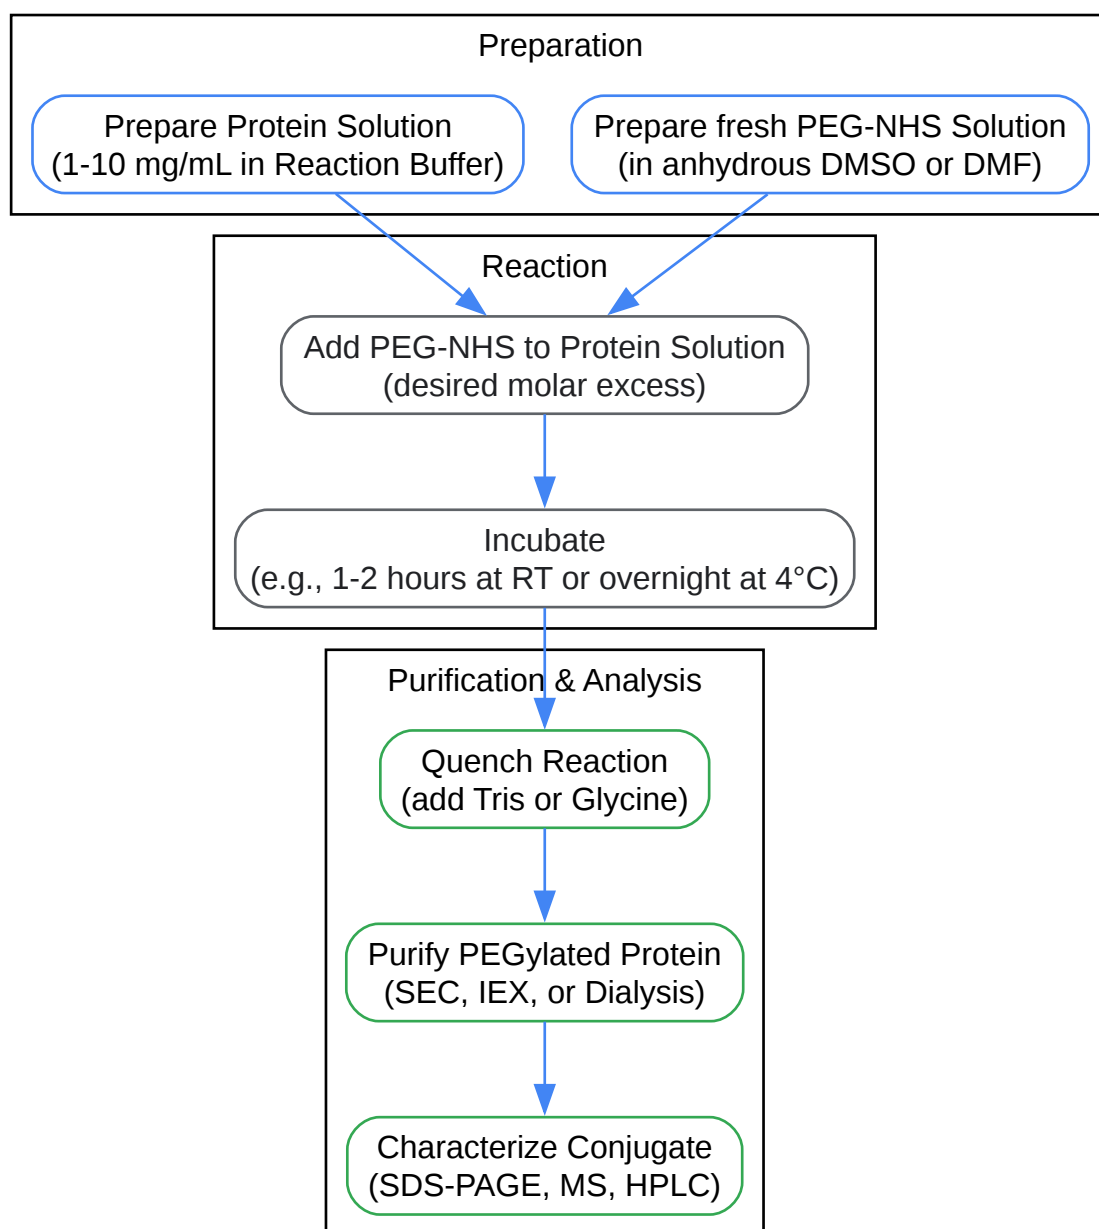 Preparation
Prepare Protein Solution
(1-10 mg/mL in Reaction Buffer)
Prepare fresh PEG-NHS Solution
(in anhydrous DMSO or DMF)
Reaction
Add PEG-NHS to Protein Solution
(desired molar excess)
Incubate
(e.g., 1-2 hours at RT or overnight at 4°C)
Purification & Analysis
Quench Reaction
(add Tris or Glycine)
Purify PEGylated Protein
(SEC, IEX, or Dialysis)
Characterize Conjugate
(SDS-PAGE, MS, HPLC)